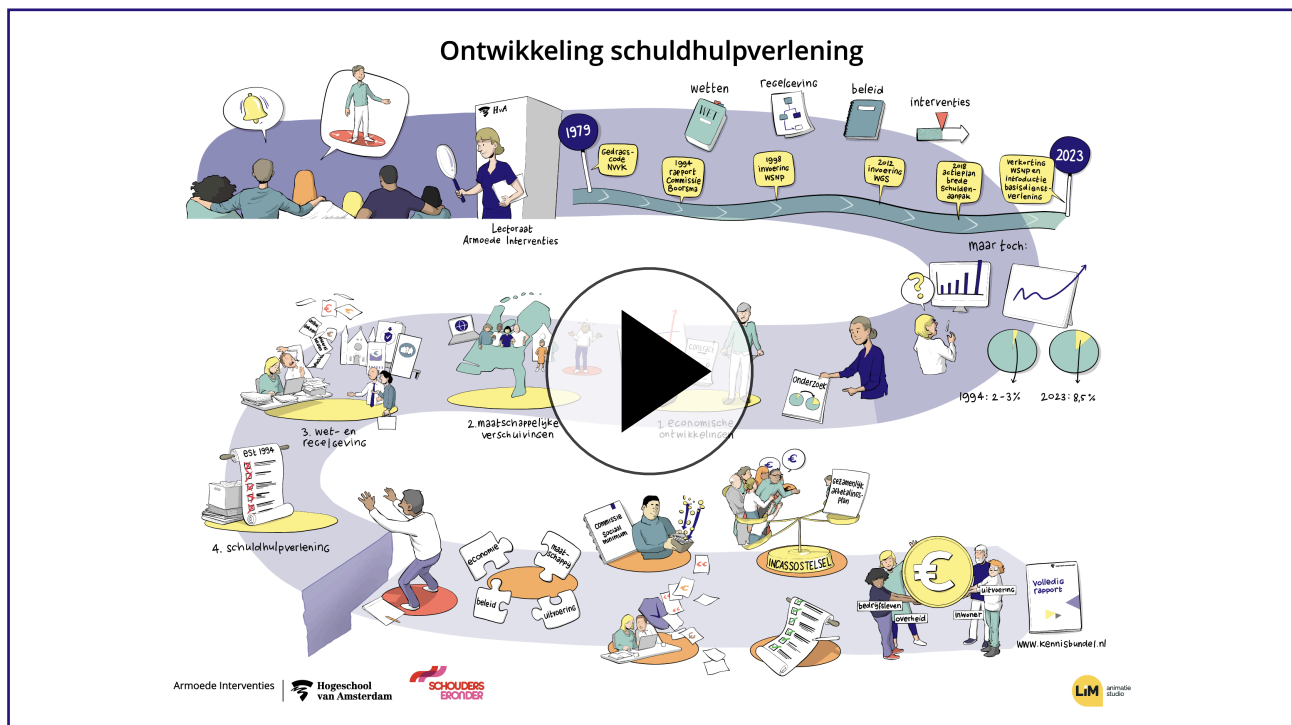 Ontwikkeling schuldhulpverlening
HvA
Lectoraat
Armoede Interventies
1979
Gedrags-
code
NVVK
1994
rapport
Commissie
Boorsma
1998
invoering
WSNP
2012
invoering
WGS
2018
actieplan
brede
schulden-
aanpak
verkorting
WSNP en
introductie
basisdienst-
verlening
2023
wetten
regelgeving
beleid
interventies
maar toch:
?
1994: 2-3%
2023: 8,5%
onderzoek
contract
1. economische
ontwikkelingen
2. maatschappelijke
verschuivingen
3. wet- en
regelgeving
€
€
est 1994
4. schuldhulpverlening
economie
maat-
schappij
beleid
uitvoering
commissie
sociaal
minimum
€
€
gezamenlijk
afbetalings-
plan
INCASSOSTELSEL
€
bedrijfsleven
overheid
inwoner
uitvoering
volledig
rapport
www.kennisbundel.nl
Armoede Interventies
Hogeschool
van Amsterdam
SCHOUDERS
ERONDER
LiM
animatie
studio